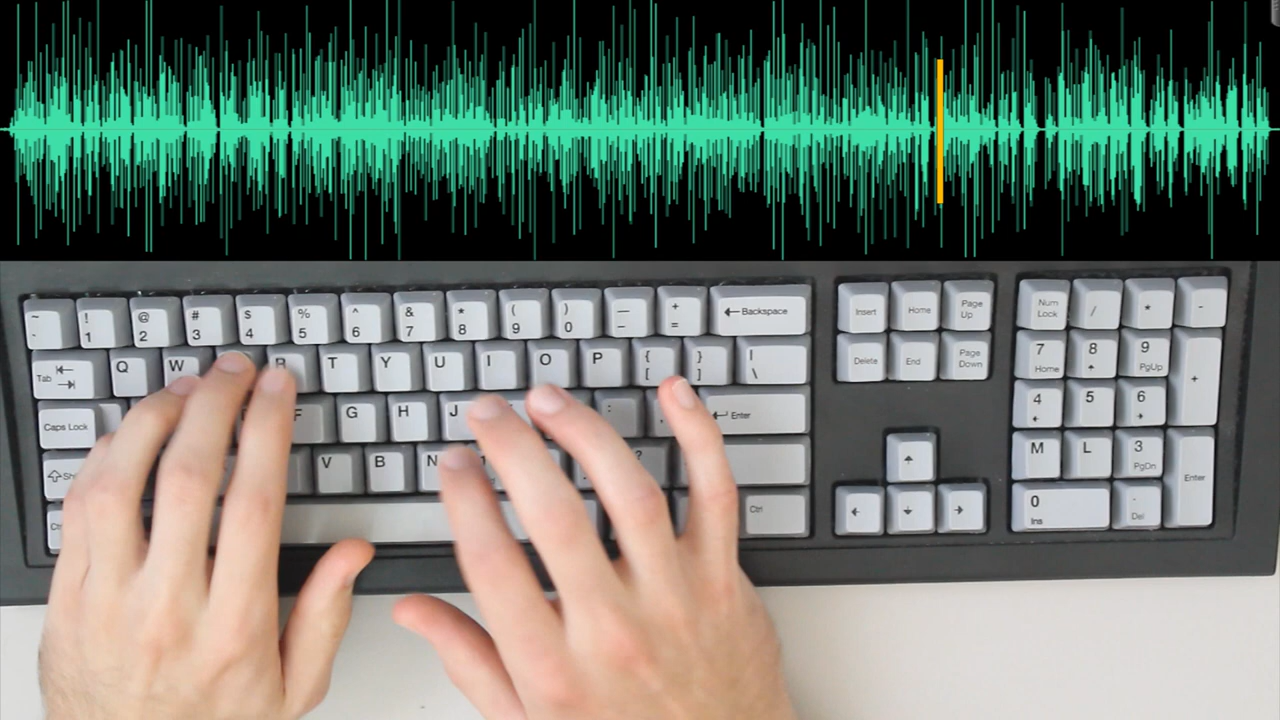 ~ ` ! 1 @ 2 # 3 $ 4 % 5 ^ 6 & 7 * 8 ( 9 ) 0 — – + = Backspace Insert Home Page Up Num Lock / * -
Tab Q W R T Y U I O P { [ } ] | \ Delete End Page Down 7 Home 8 9 PgUp +
Caps Lock F G H J : Enter 4 5 6
Shi V B N ? M L 3 PgDn Enter
Ct Ctrl 0 Ins . Del